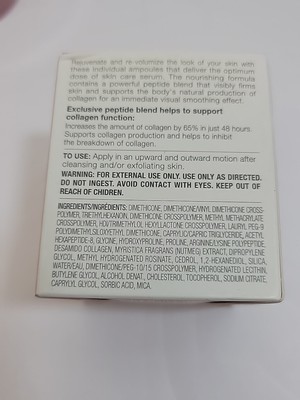 Rejuvenate and re-volumize the look of your skin with
these individual ampoules that deliver the optimum
dose of skin care serum. The nourishing formula
contains a powerful peptide blend that visibly firms
skin and supports the body's natural production of
collagen for an immediate visual smoothing effect.
Exclusive peptide blend helps to support
collagen function:
Increases the amount of collagen by 65% in just 48 hours.
Supports collagen production and helps to inhibit
the breakdown of collagen.
TO USE: Apply in an upward and outward motion after
cleansing and/or exfoliating skin.
WARNING: FOR EXTERNAL USE ONLY. USE ONLY AS DIRECTED.
DO NOT INGEST. AVOID CONTACT WITH EYES. KEEP OUT OF
REACH OF CHIDREN.
INGREDIENTS/INGRÉDIENTS: DIMETHICONE, DIMETHICONE/VINYL DIMETHICONE CROSS-
POLYMER, TRIETHYLHEXANOIN, DIMETHICONE CROSSPOLYMER, METHYL METHACRYLATE
CROSSPOLYMER, HDI/TRIMETHYLOL HEXYLLACTONE CROSSPOLYMER, LAURYL PEG-9
POLYDIMETHYLSILOXYETHYL DIMETHICONE, CAPRYLIC/CAPRIC TRIGLYCERIDE, ACETYL
HEXAPEPTIDE-8, GLYCINE, HYDROXYPROLINE, PROLINE, ARGININE/LYSINE POLYPEPTIDE,
DESAMIDO COLLAGEN, MYRISTICA FRAGRANS (NUTMEG) EXTRACT, DIPROPYLENE
GLYCOL, METHYL HYDROGENATED ROSINATE, CEDROL, 1,2-HEXANEDIOL, SILICA,
WATER/EAU, DIMETHICONE/PEG-10/15 CROSSPOLYMER, HYDROGENATED LECITHIN,
BUTYLENE GLYCOL, ALCOHOL DENAT., CHOLESTEROL, TOCOPHEROL, SODIUM CITRATE,
CAPRYLYL GLYCOL, SORBIC ACID, MICA.